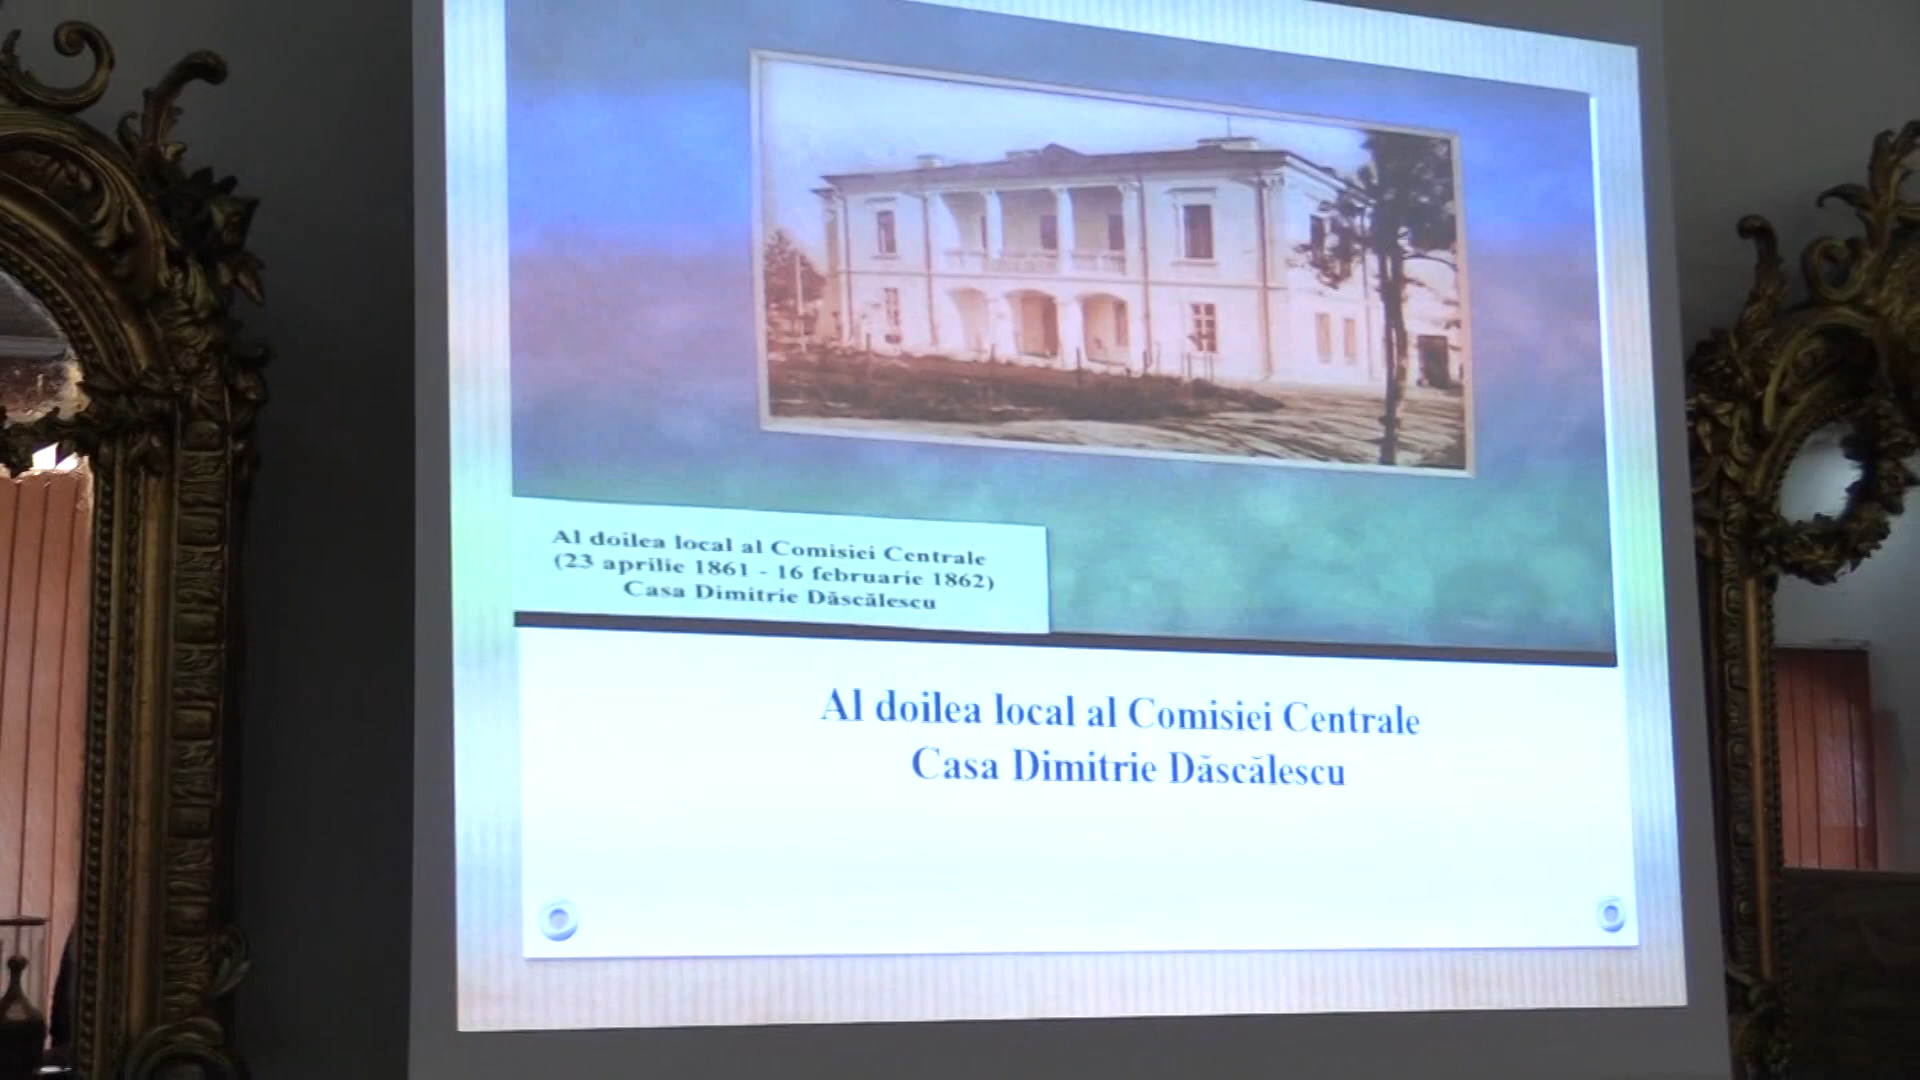 Al doilea local al Comisiei Centrale
(23 aprilie 1861 - 16 februarie 1862)
Casa Dimitrie Dăscălescu
Al doilea local al Comisiei Centrale
Casa Dimitrie Dăscălescu